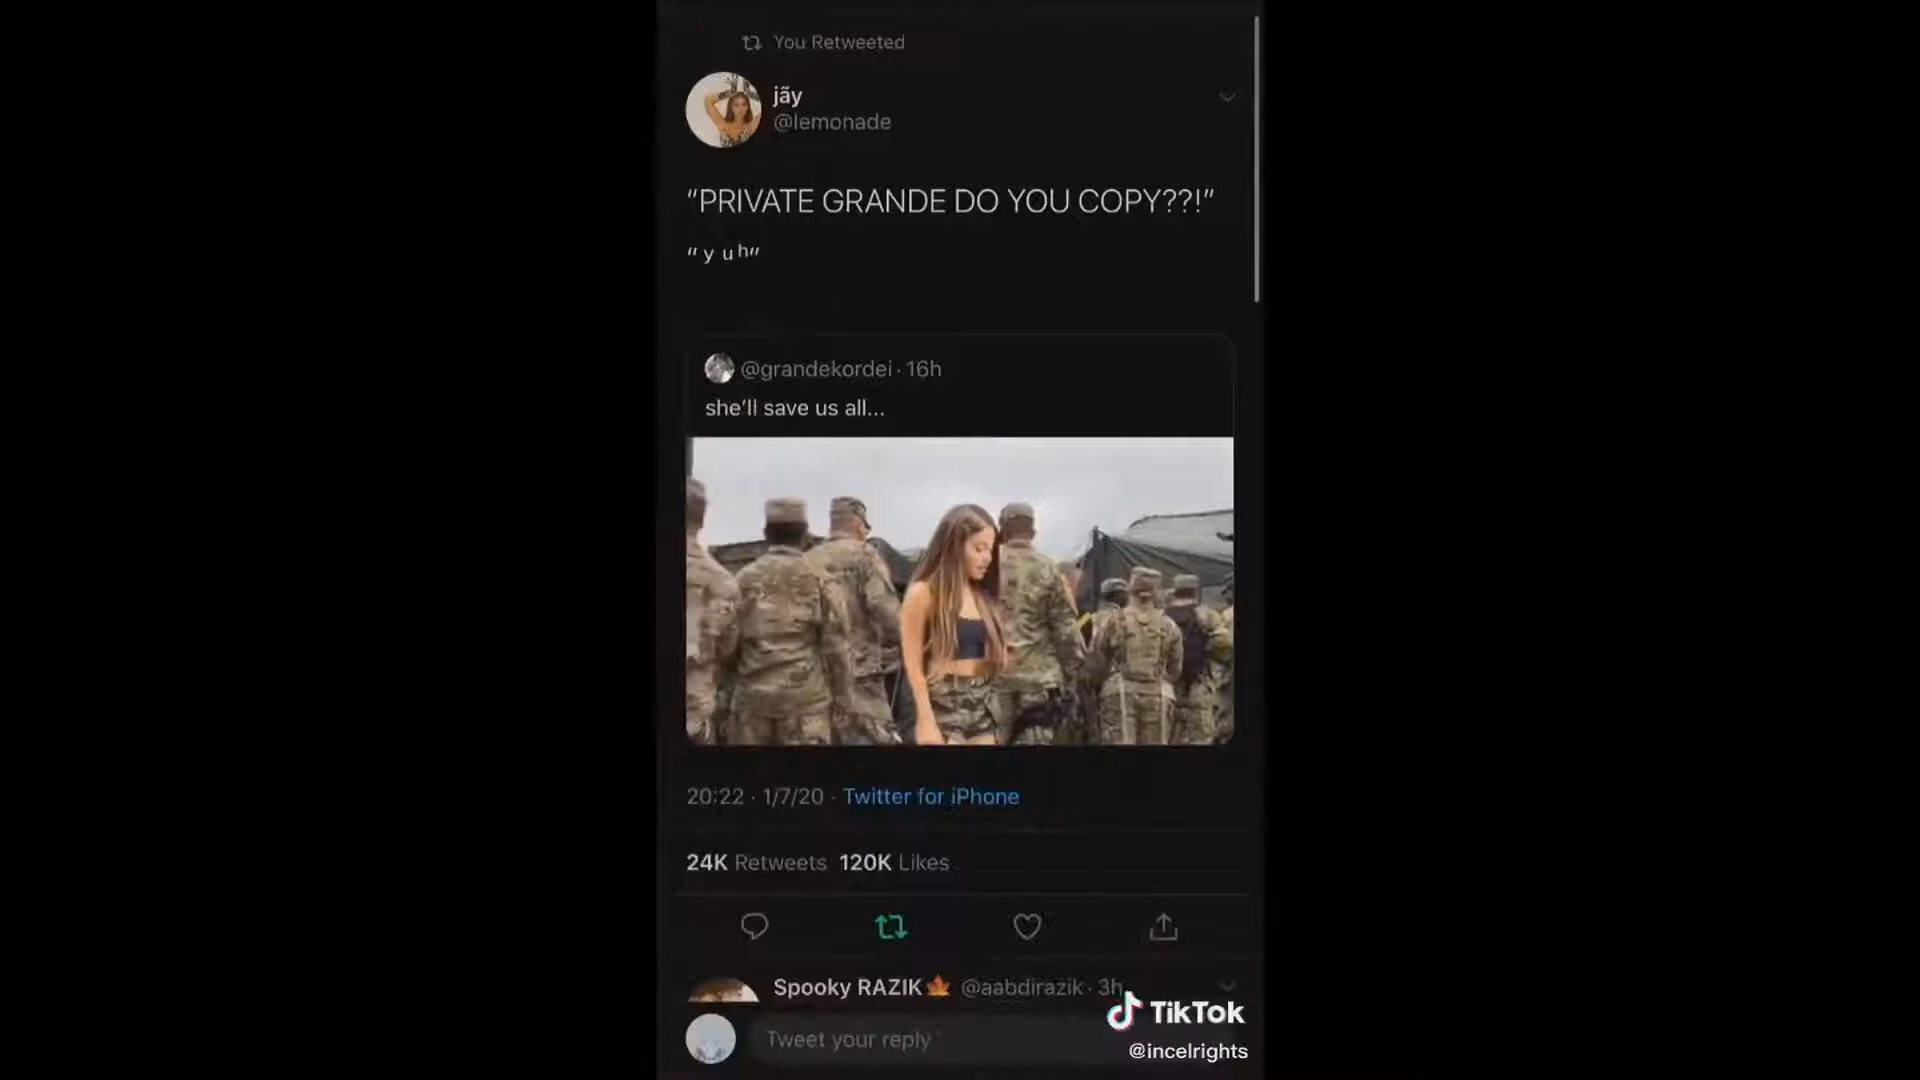 You Retweeted
jãy
@lemonade
“PRIVATE GRANDE DO YOU COPY??!”
“ y u ʰ”
@grandekordei · 16h
she’ll save us all...
20:22 · 1/7/20 · Twitter for iPhone
24K Retweets 120K Likes
Spooky RAZIK🍁 @aabdirazik · 3h
Tweet your reply
TikTok
@incelrights